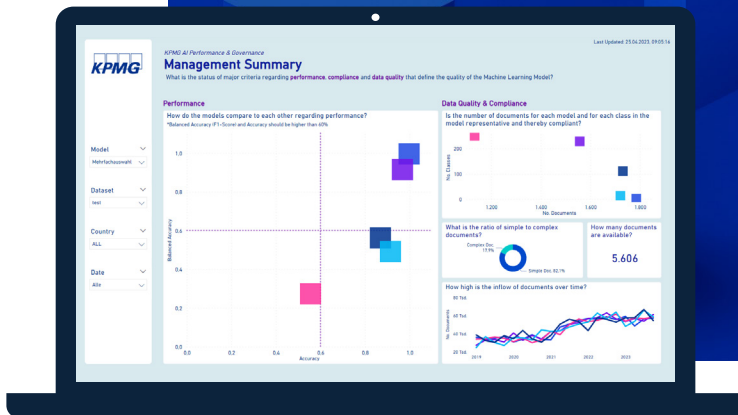 Last Updated: 25.04.2023, 09:03:16
KPMG
KPMG AI Performance & Governance
Management Summary
What is the status of major criteria regarding performance, compliance and data quality that define the quality of the Machine Learning Model?
Model
Mehrfachauswahl
Dataset
test
Country
ALL
Date
Alle
Performance
How do the models compare to each other regarding performance?
*Balanced Accuracy (F1-Score) and Accuracy should be higher than 60%
Balanced Accuracy
1.0
0.8
0.6
0.4
0.2
0.0
0.0 0.2 0.4 0.6 0.8 1.0
Accuracy
Data Quality & Compliance
Is the number of documents for each model and for each class in the
model representative and thereby compliant?
No. Classes
200
100
0
1.200 1.400 1.600 1.800
No. Documents
What is the ratio of simple to complex
documents?
Complex Doc.
17,9%
Simple Doc. 82,1%
How many documents
are available?
5.606
How high is the inflow of documents over time?
No. Documents
80 Tsd.
60 Tsd.
40 Tsd.
20 Tsd.
2019 2020 2021 2022 2023